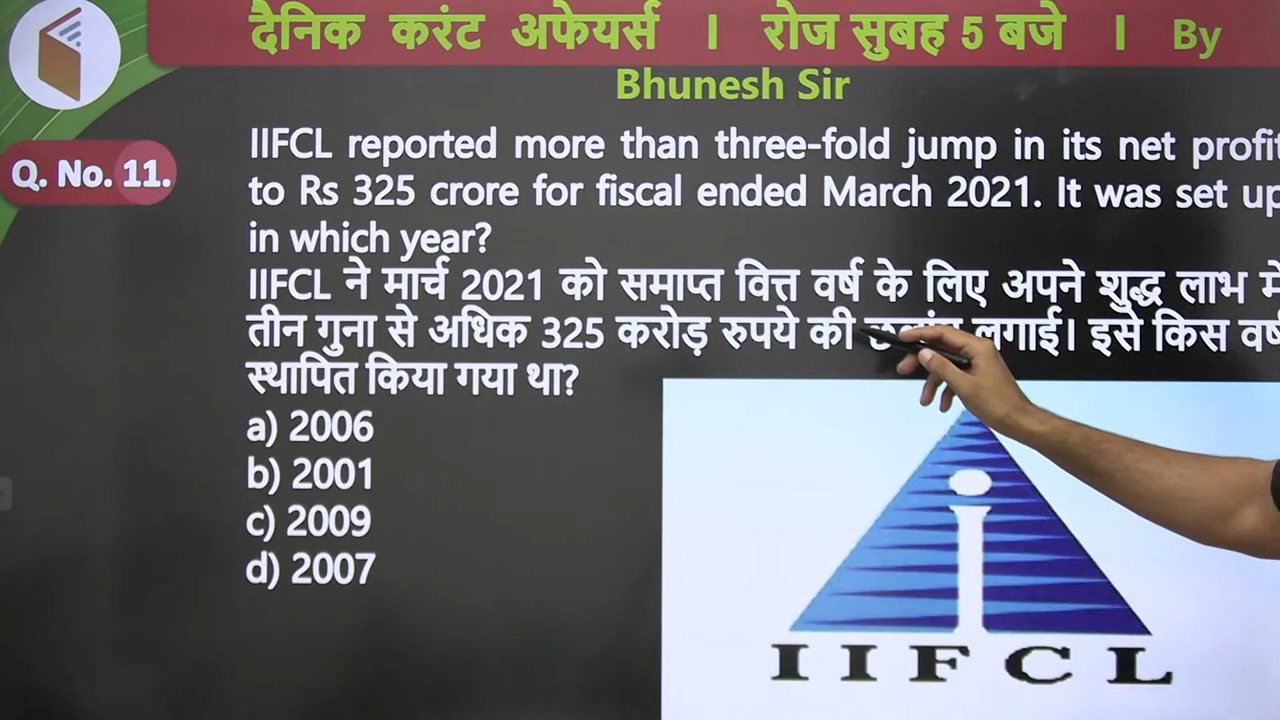 दैनिक करंट अफेयर्स । रोज सुबह 5 बजे । By
Bhunesh Sir
Q. No. 11.
IIFCL reported more than three-fold jump in its net profit
to Rs 325 crore for fiscal ended March 2021. It was set up
in which year?
IIFCL ने मार्च 2021 को समाप्त वित्त वर्ष के लिए अपने शुद्ध लाभ में
तीन गुना से अधिक 325 करोड़ रुपये की लगाई। इसे किस वर्ष
स्थापित किया गया था?
a) 2006
b) 2001
c) 2009
d) 2007
i
IIFCL